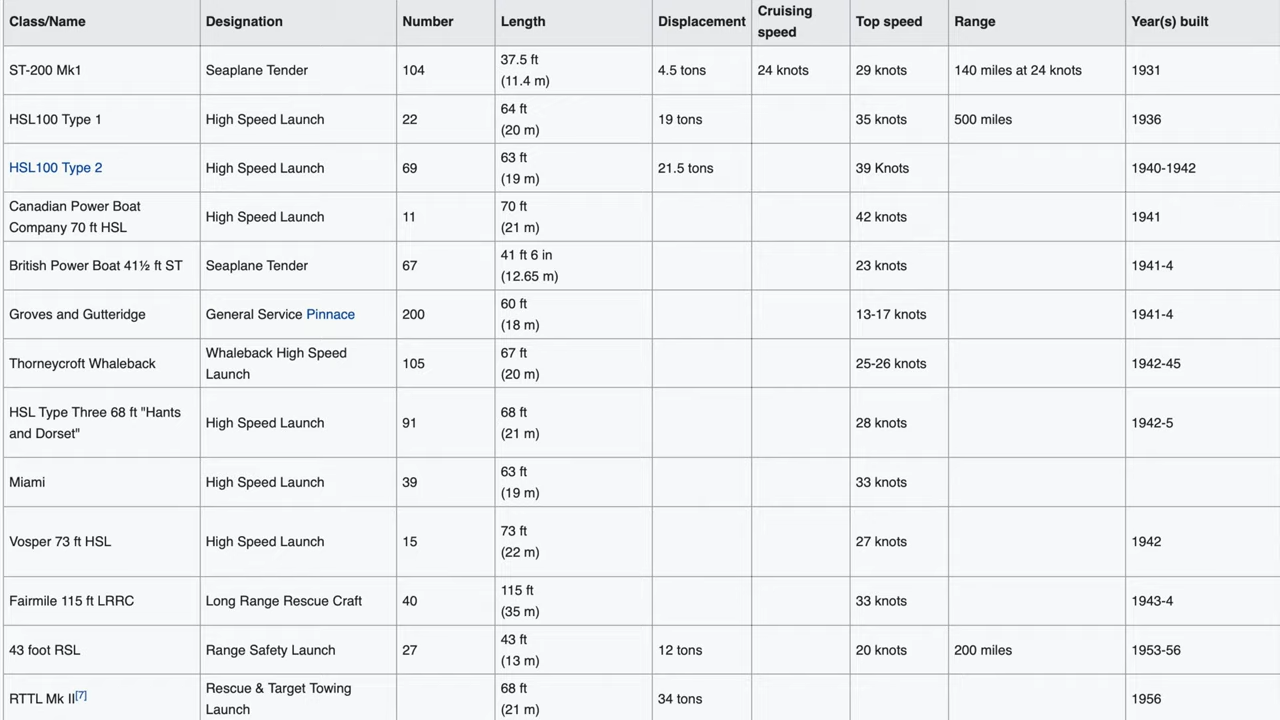 Class/Name Designation Number Length Displacement Cruising speed Top speed Range Year(s) built
ST-200 Mk1 Seaplane Tender 104 37.5 ft (11.4 m) 4.5 tons 24 knots 29 knots 140 miles at 24 knots 1931
HSL100 Type 1 High Speed Launch 22 64 ft (20 m) 19 tons 35 knots 500 miles 1936
HSL100 Type 2 High Speed Launch 69 63 ft (19 m) 21.5 tons 39 Knots 1940-1942
Canadian Power Boat Company 70 ft HSL High Speed Launch 11 70 ft (21 m) 42 knots 1941
British Power Boat 41½ ft ST Seaplane Tender 67 41 ft 6 in (12.65 m) 23 knots 1941-4
Groves and Gutteridge General Service Pinnace 200 60 ft (18 m) 13-17 knots 1941-4
Thorneycroft Whaleback Whaleback High Speed Launch 105 67 ft (20 m) 25-26 knots 1942-45
HSL Type Three 68 ft "Hants and Dorset" High Speed Launch 91 68 ft (21 m) 28 knots 1942-5
Miami High Speed Launch 39 63 ft (19 m) 33 knots
Vosper 73 ft HSL High Speed Launch 15 73 ft (22 m) 27 knots 1942
Fairmile 115 ft LRRC Long Range Rescue Craft 40 115 ft (35 m) 33 knots 1943-4
43 foot RSL Range Safety Launch 27 43 ft (13 m) 12 tons 20 knots 200 miles 1953-56
RTTL Mk II[7] Rescue & Target Towing Launch 68 ft (21 m) 34 tons 1956